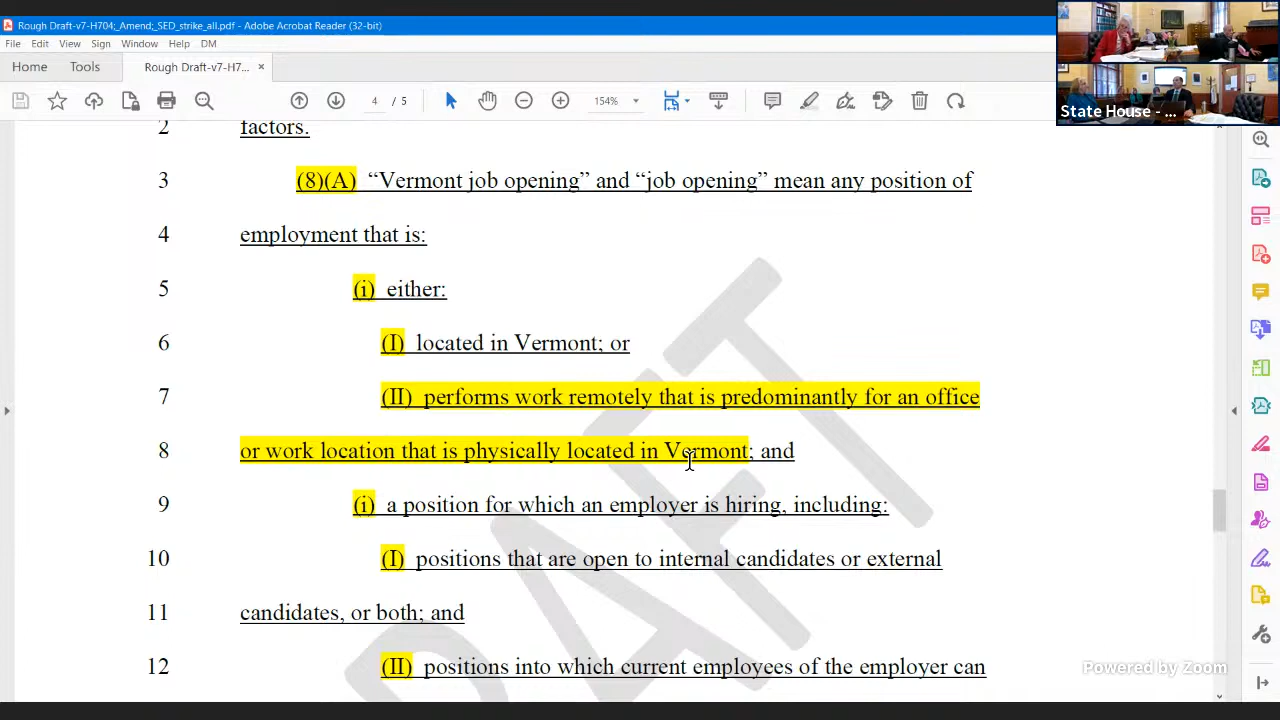 Rough Draft-v7-H704;_Amend;_SED_strike_all.pdf - Adobe Acrobat Reader (32-bit)
File Edit View Sign Window Help DM
Home Tools Rough Draft-v7-H7... ×
4 / 5 154%
State House - ...
2 factors.
3 (8)(A) “Vermont job opening” and “job opening” mean any position of
4 employment that is:
5 (i) either:
6 (I) located in Vermont; or
7 (II) performs work remotely that is predominantly for an office
8 or work location that is physically located in Vermont; and
9 (i) a position for which an employer is hiring, including:
10 (I) positions that are open to internal candidates or external
11 candidates, or both; and
12 (II) positions into which current employees of the employer can
DRAFT
Powered by Zoom